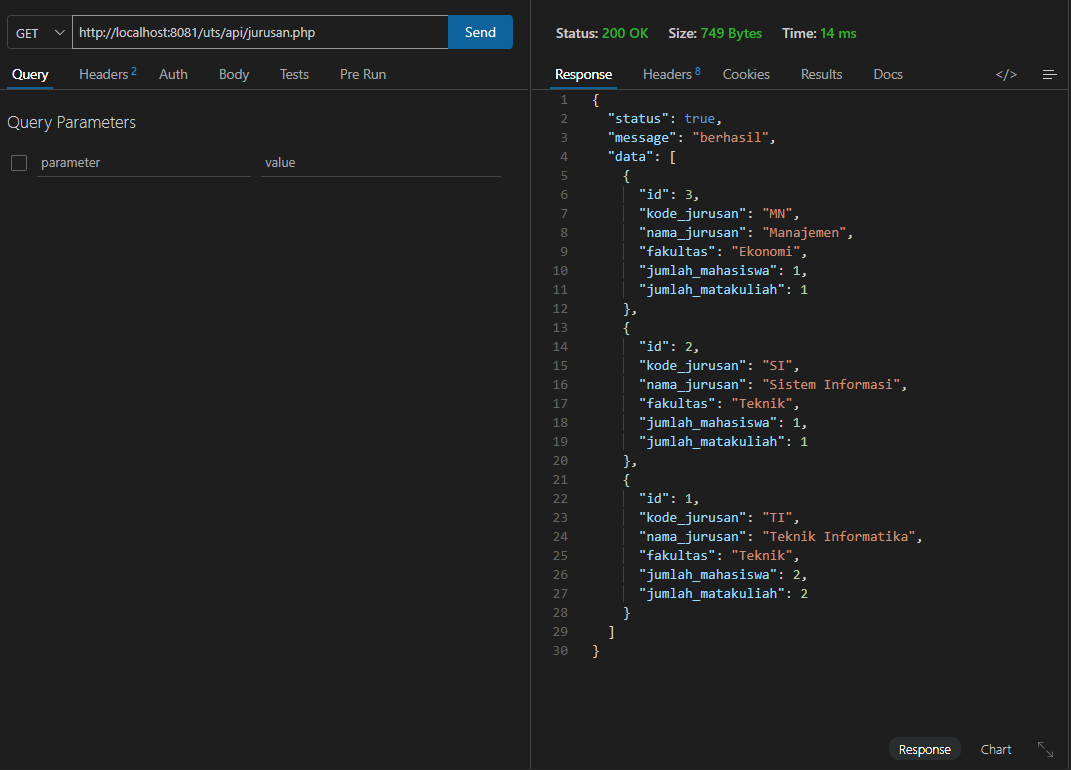 GET http://localhost:8081/uts/api/jurusan.php Send
Query Headers 2 Auth Body Tests Pre Run
Query Parameters
parameter value
Status: 200 OK Size: 749 Bytes Time: 14 ms
Response Headers 8 Cookies Results Docs </>
1 {
2 "status": true,
3 "message": "berhasil",
4 "data": [
5 {
6 "id": 3,
7 "kode_jurusan": "MN",
8 "nama_jurusan": "Manajemen",
9 "fakultas": "Ekonomi",
10 "jumlah_mahasiswa": 1,
11 "jumlah_matakuliah": 1
12 },
13 {
14 "id": 2,
15 "kode_jurusan": "SI",
16 "nama_jurusan": "Sistem Informasi",
17 "fakultas": "Teknik",
18 "jumlah_mahasiswa": 1,
19 "jumlah_matakuliah": 1
20 },
21 {
22 "id": 1,
23 "kode_jurusan": "TI",
24 "nama_jurusan": "Teknik Informatika",
25 "fakultas": "Teknik",
26 "jumlah_mahasiswa": 2,
27 "jumlah_matakuliah": 2
28 }
29 ]
30 }
Response Chart